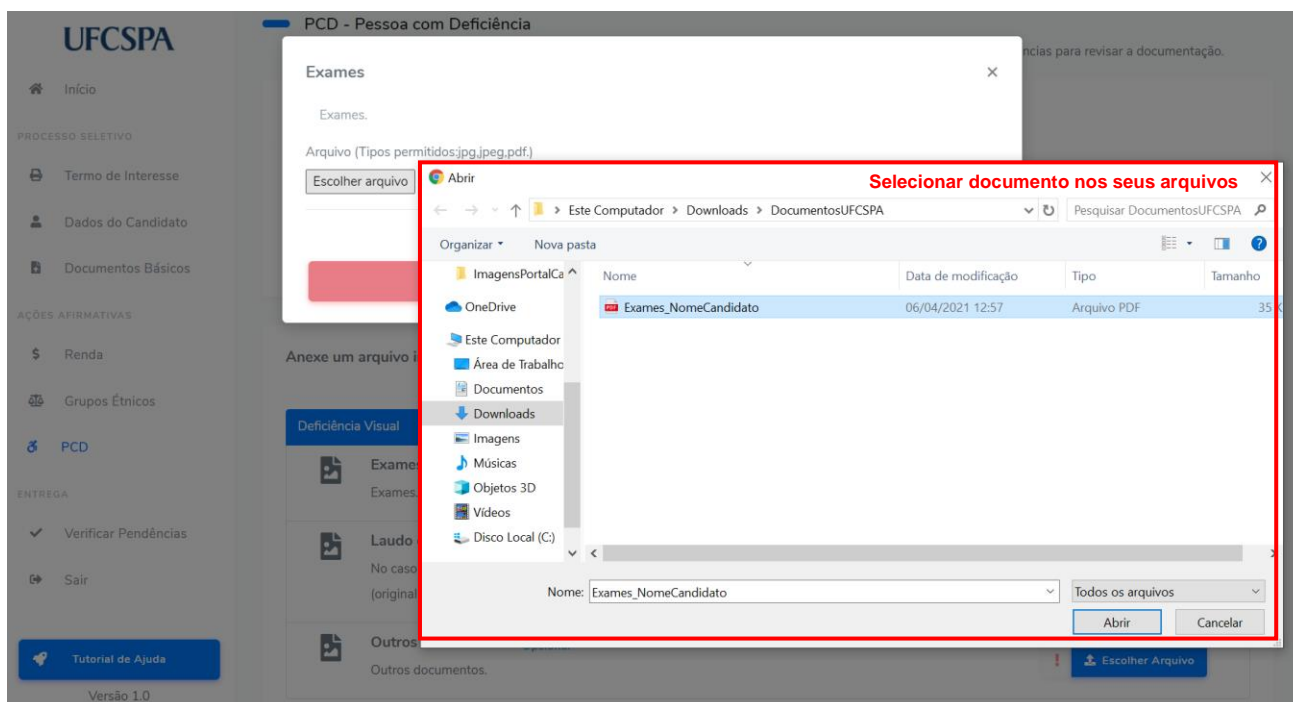 UFCSPA
Início
PROCESSO SELETIVO
Termo de Interesse
Dados do Candidato
Documentos Básicos
AÇÕES AFIRMATIVAS
Renda
Grupos Étnicos
PCD
ENTREGA
Verificar Pendências
Sair
Tutorial de Ajuda
Versão 1.0
PCD - Pessoa com Deficiência
para revisar a documentação.
Exames
Exames.
Arquivo (Tipos permitidos:jpg,jpeg,pdf.)
Escolher arquivo
Anexe um arquivo
Deficiência Visual
Exames
Exames.
Laudo
No caso
(original
Outros
Outros documentos.
Escolher Arquivo
Abrir
Selecionar documento nos seus arquivos
Este Computador > Downloads > DocumentosUFCSPA
Pesquisar DocumentosUFCSPA
Organizar
Nova pasta
ImagensPortalCa
OneDrive
Este Computador
Área de Trabalho
Documentos
Downloads
Imagens
Músicas
Objetos 3D
Vídeos
Disco Local (C:)
Nome Data de modificação Tipo Tamanho
Exames_NomeCandidato 06/04/2021 12:57 Arquivo PDF 35
Nome: Exames_NomeCandidato
Todos os arquivos
Abrir Cancelar